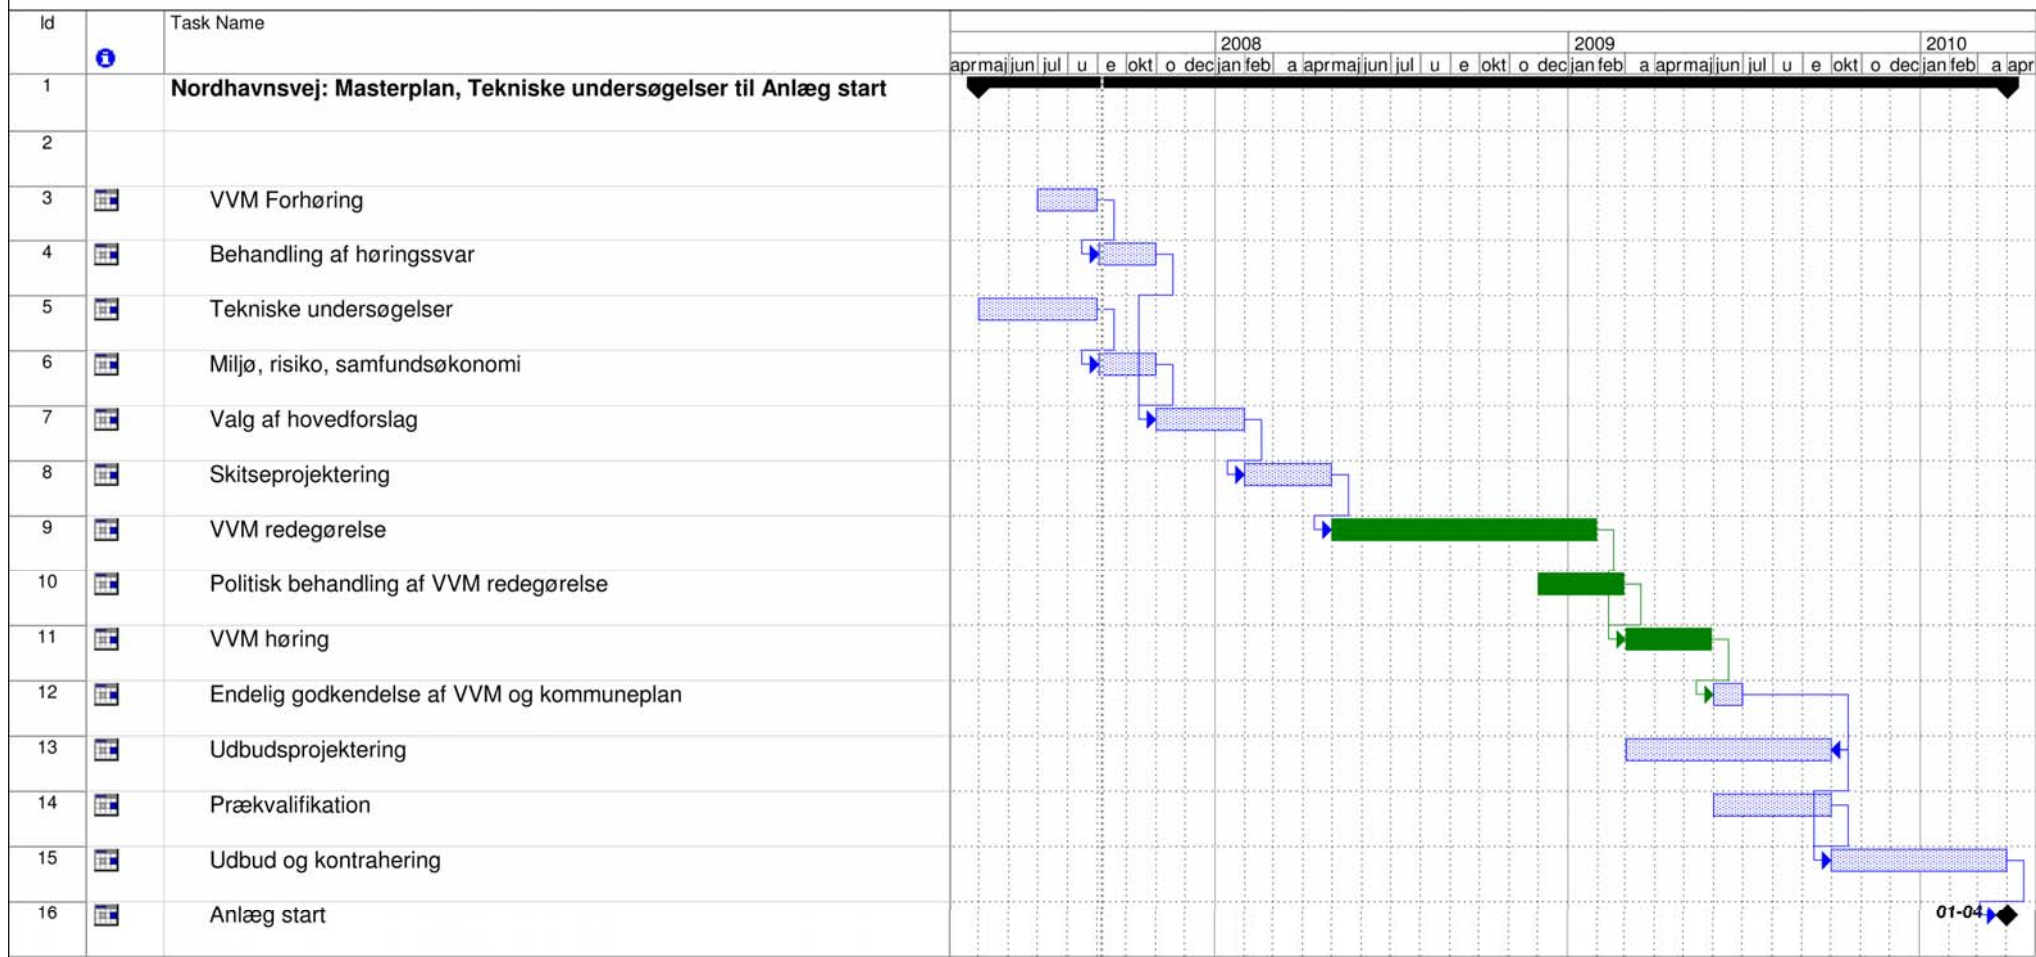 Id
Task Name
2008
2009
2010
apr maj jun jul u e okt o dec jan feb a apr maj jun jul u e okt o dec jan feb a apr maj jun jul u e okt o dec jan feb a apr
1 Nordhavnsvej: Masterplan, Tekniske undersøgelser til Anlæg start
2
3 VVM Forhøring
4 Behandling af høringssvar
5 Tekniske undersøgelser
6 Miljø, risiko, samfundsøkonomi
7 Valg af hovedforslag
8 Skitseprojektering
9 VVM redegørelse
10 Politisk behandling af VVM redegørelse
11 VVM høring
12 Endelig godkendelse af VVM og kommuneplan
13 Udbudsprojektering
14 Prækvalifikation
15 Udbud og kontrahering
16 Anlæg start 01-04